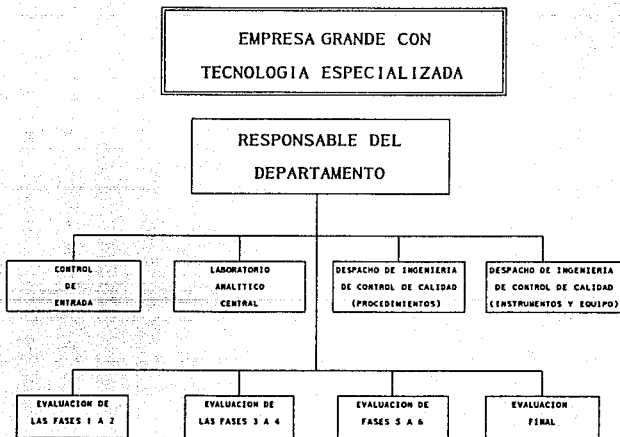 EMPRESA GRANDE CON
TECNOLOGIA ESPECIALIZADA
RESPONSABLE DEL
DEPARTAMENTO
CONTROL
DE
ENTRADA
LABORATORIO
ANALITICO
CENTRAL
DESPACHO DE INGENIERIA
DE CONTROL DE CALIDAD
(PROCEDIMIENTOS)
DESPACHO DE INGENIERIA
DE CONTROL DE CALIDAD
(INSTRUMENTOS Y EQUIPO)
EVALUACION DE
LAS FASES 1 A 2
EVALUACION DE
LAS FASES 3 A 4
EVALUACION DE
FASES 5 A 6
EVALUACION
FINAL